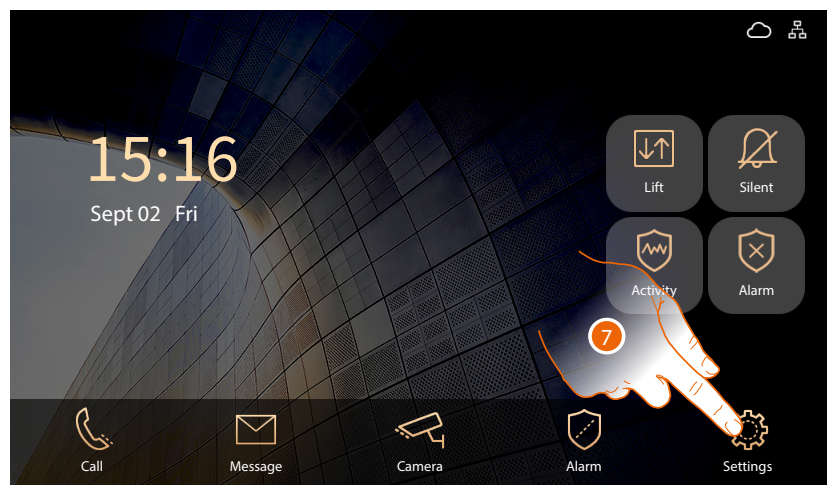 15:16
Sept 02 Fri
Lift
Silent
Activity
Alarm
7
Call
Message
Camera
Alarm
Settings